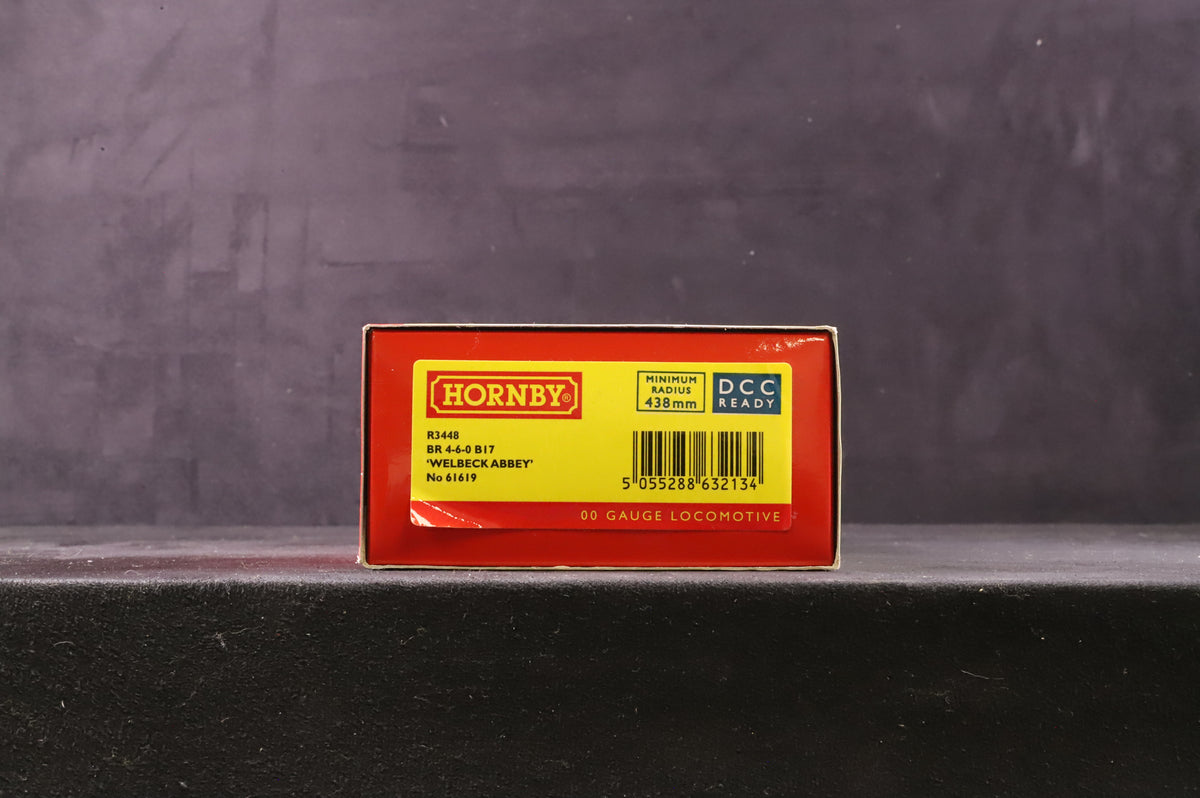 HORNBY®
MINIMUM
RADIUS
438mm
DCC
READY
R3448
BR 4-6-0 B17
'WELBECK ABBEY'
No 61619
5 055288 632134
00 GAUGE LOCOMOTIVE